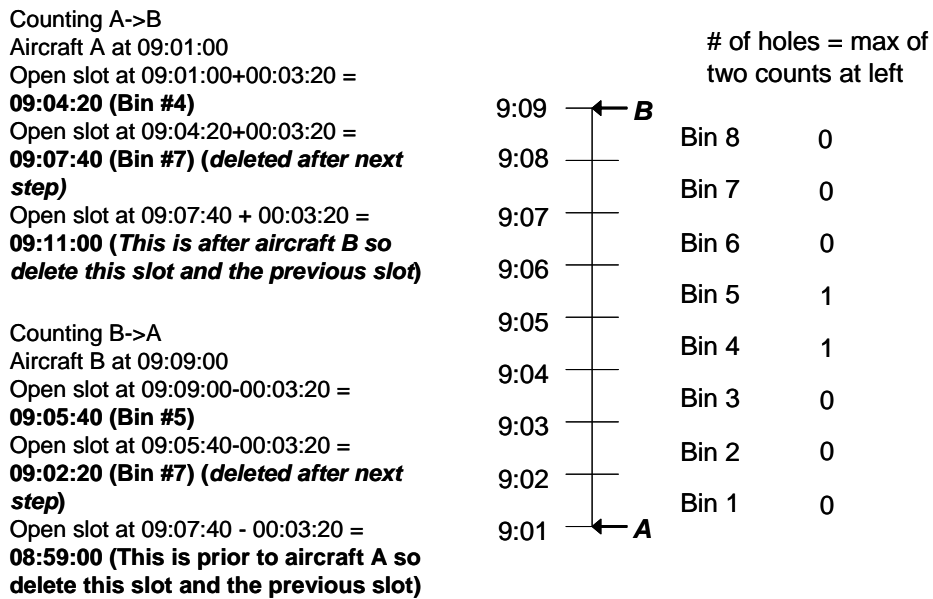 Counting A->B
Aircraft A at 09:01:00
Open slot at 09:01:00+00:03:20 =
09:04:20 (Bin #4)
Open slot at 09:04:20+00:03:20 =
09:07:40 (Bin #7) (deleted after next
step)
Open slot at 09:07:40 + 00:03:20 =
09:11:00 (This is after aircraft B so
delete this slot and the previous slot)
Counting B->A
Aircraft B at 09:09:00
Open slot at 09:09:00-00:03:20 =
09:05:40 (Bin #5)
Open slot at 09:05:40-00:03:20 =
09:02:20 (Bin #7) (deleted after next
step)
Open slot at 09:07:40 - 00:03:20 =
08:59:00 (This is prior to aircraft A so
delete this slot and the previous slot)
9:09 B
9:08
9:07
9:06
9:05
9:04
9:03
9:02
9:01 A
# of holes = max of
two counts at left
Bin 8 0
Bin 7 0
Bin 6 0
Bin 5 1
Bin 4 1
Bin 3 0
Bin 2 0
Bin 1 0